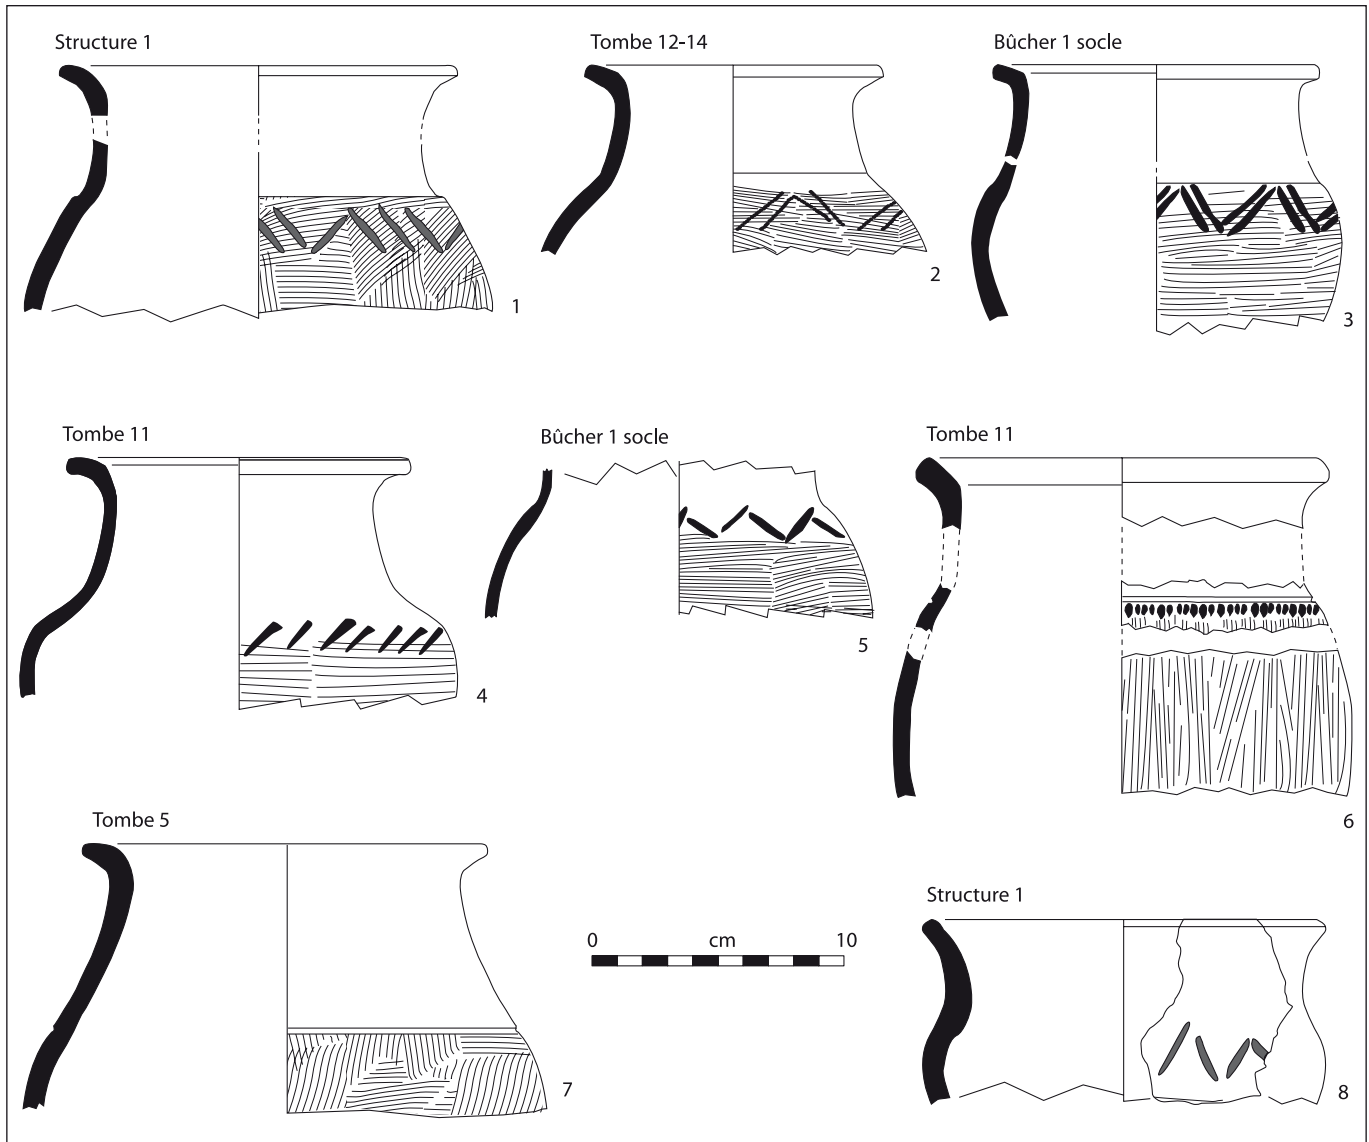 Structure 1
1
Tombe 12-14
2
Bûcher 1 socle
3
Tombe 11
4
Bûcher 1 socle
5
Tombe 11
6
Tombe 5
7
0 cm 10
Structure 1
8